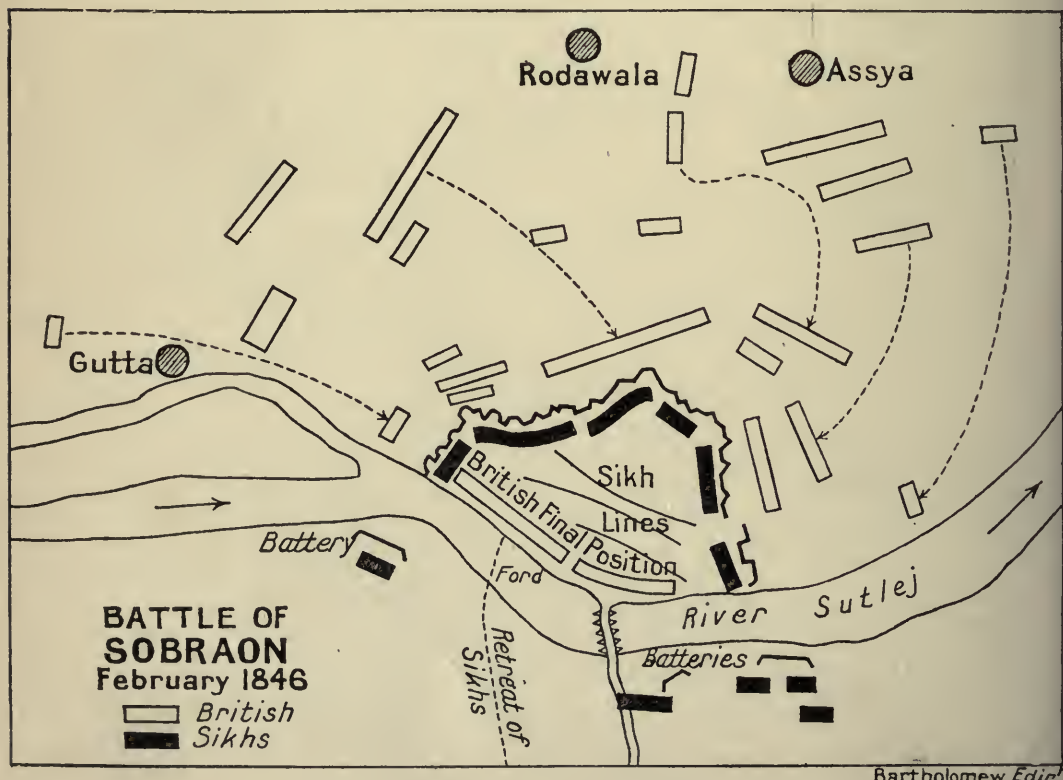 Rodawala
Assya
Gutta
Sikh
Lines
British Final Position
Battery
Ford
River Sutlej
Retreat of
Sikhs
Batteries
BATTLE OF
SOBRAON
February 1846
British
Sikhs
Bartholomew